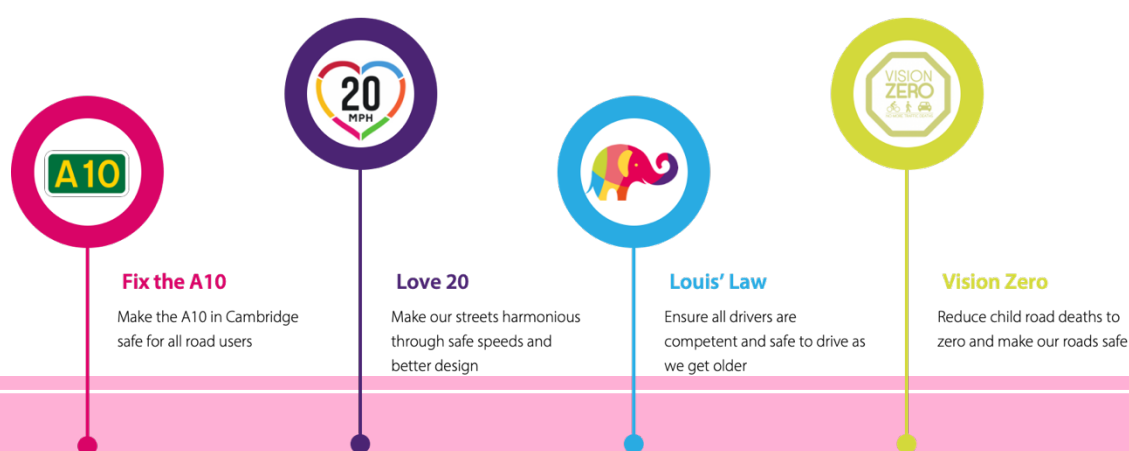 A10
Fix the A10
Make the A10 in Cambridge
safe for all road users
20
MPH
Love 20
Make our streets harmonious
through safe speeds and
better design
Louis’ Law
Ensure all drivers are
competent and safe to drive as
we get older
VISION
ZERO
Vision Zero
Reduce child road deaths to
zero and make our roads safe